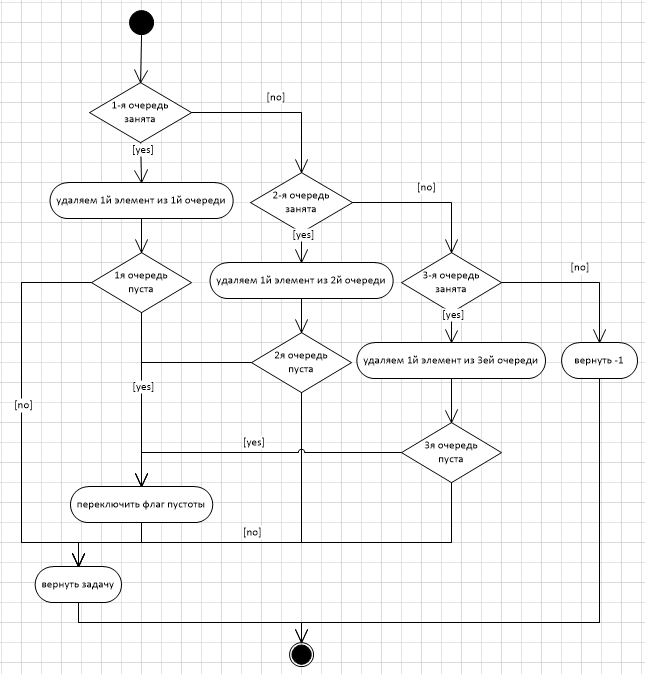 [no]
1-я очередь
занята
[yes]
[no]
удаляем 1й элемент из 1й очереди
2-я очередь
занята
[yes]
[no]
1я очередь
пуста
удаляем 1й элемент из 2й очереди
3-я очередь
занята
[yes]
2я очередь
пуста
удаляем 1й элемент из 3ей очереди
вернуть -1
[yes]
[no]
[yes]
3я очередь
пуста
переключить флаг пустоты
[no]
вернуть задачу